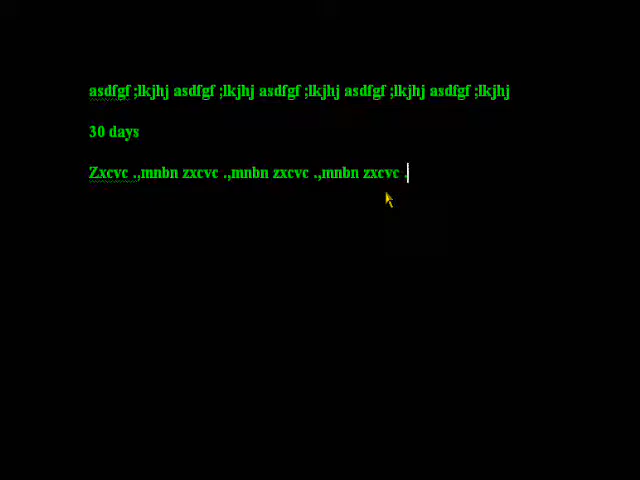 asdfgf ;lkjhj asdfgf ;lkjhj asdfgf ;lkjhj asdfgf ;lkjhj asdfgf ;lkjhj
30 days
Zxcvc .,mnbn zxcvc .,mnbn zxcvc .,mnbn zxcvc .